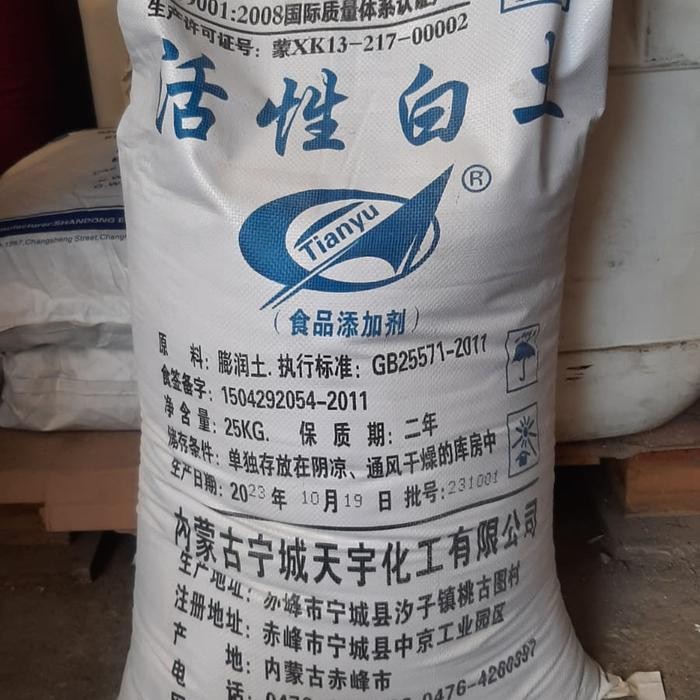 9001:2008国际质量体系认证
生产许可证号：蒙XK13-217-00002
活性白土
Tianyu
®
（食品添加剂）
原 料：膨润土. 执行标准：GB25571-2011
食签备字：1504292054-2011
净含量：25KG. 保质期：二年
储存条件：单独存放在阴凉、通风干燥的库房中
生产日期：2023年 10月19日 批号：231001
内蒙古宁城天宇化工有限公司
生产地址：赤峰市宁城县汐子镇桃古图村
注册地址：赤峰市宁城县中京工业园区
产 地：内蒙古赤峰市
电 话：
0476-4260397
Manufacturer:SHANDONG
Changsheng Street,